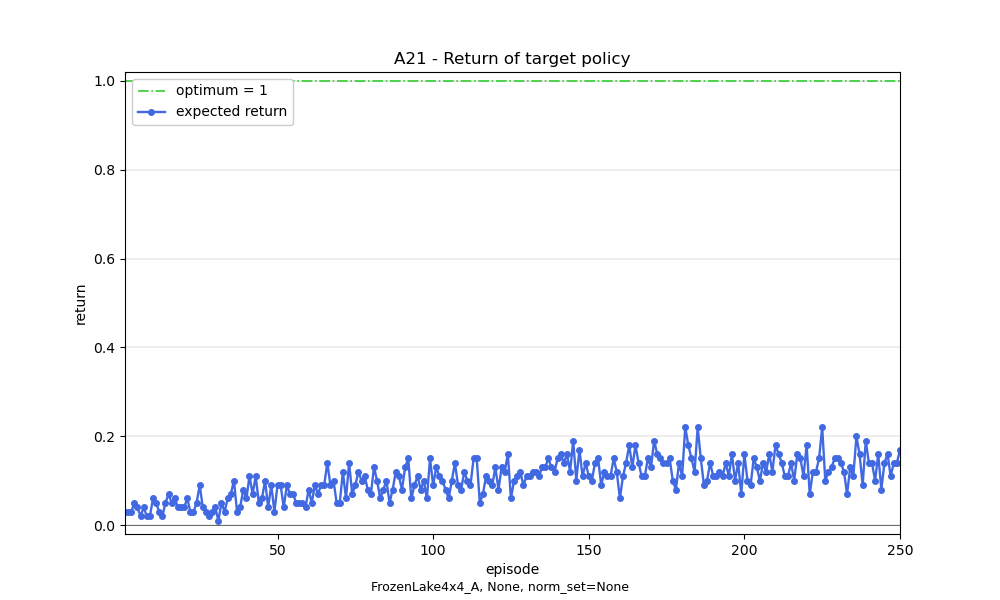 A21 - Return of target policy
optimum = 1
expected return
1.0
0.8
0.6
0.4
0.2
0.0
return
50
100
150
200
250
episode
FrozenLake4x4_A, None, norm_set=None